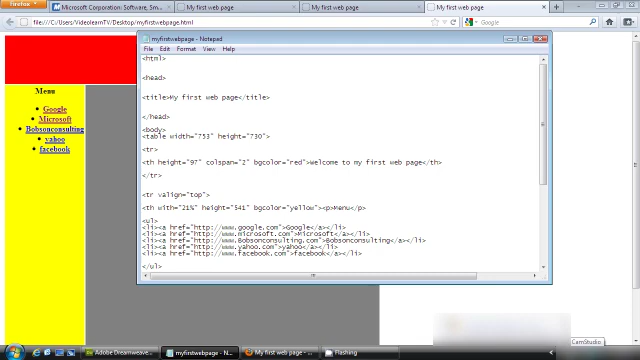 firefox
Microsoft Corporation: Software, Sm...
My first web page
My first web page
My first web page
file:///C:/Users/VideolearnTV/Desktop/myfirstwebpage.html
Google
myfirstwebpage - Notepad
File Edit Format View Help
<html>
<head>
<title>My first web page</title>
</head>
<body>
<table width="753" height="730">
<tr>
<th height="97" colspan="2" bgcolor="red">Welcome to my first web page</th>
</tr>
<tr valign="top">
<th with="21%" height="541" bgcolor="yellow"><p>Menu</p>
<ul>
<li><a href="http://www.google.com">Google</a></li>
<li><a href="http://www.microsoft.com">Microsoft</a></li>
<li><a href="http://www.Bobsonconsulting.com">Bobsonconsulting</a></li>
<li><a href="http://www.yahoo.com">yahoo</a></li>
<li><a href="http://www.facebook.com">facebook</a></li>
</ul>
Menu
Google
Microsoft
Bobsonconsulting
yahoo
facebook
CamStudio
Adobe Dreamweave...
myfirstwebpage - N...
My first web page - ...
Flashing